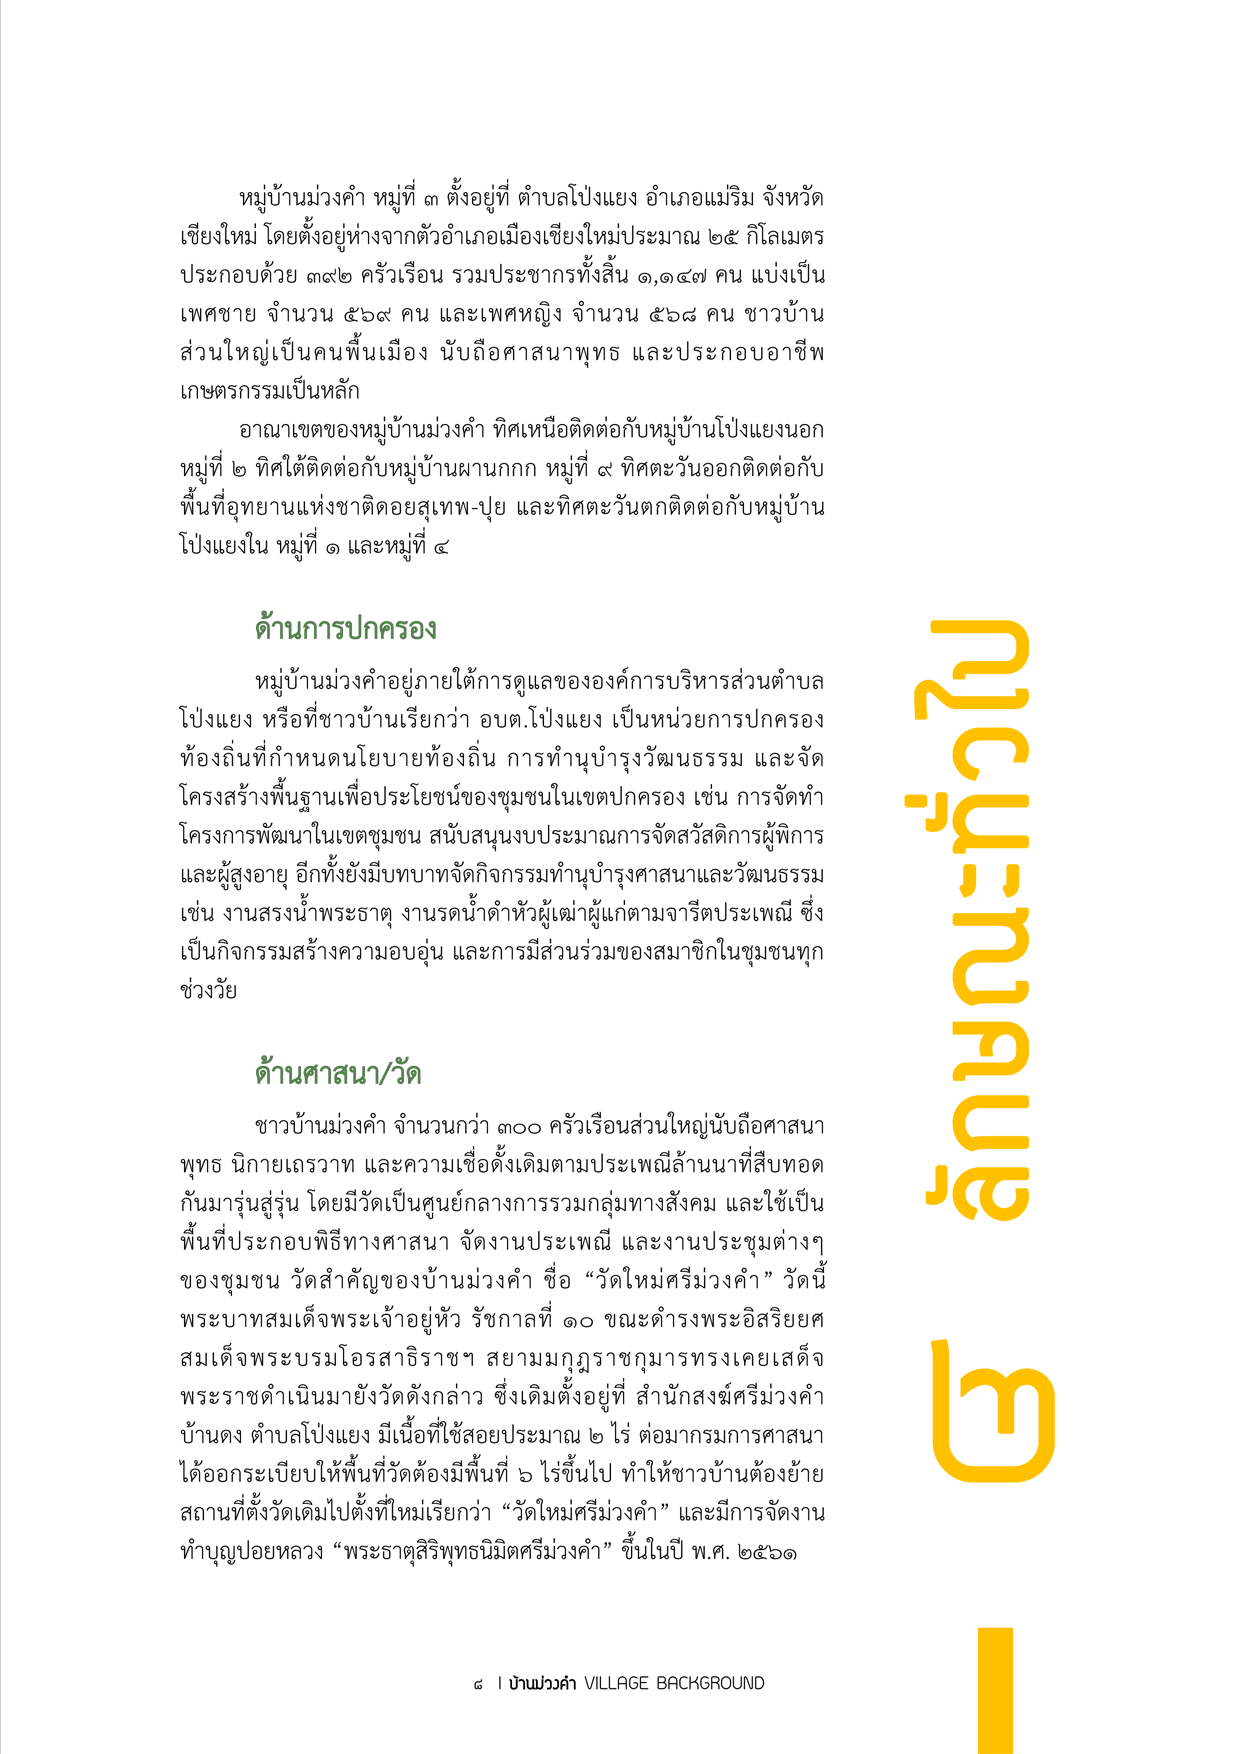 หมู่บ้านม่วงคำ หมู่ที่ ๓ ตั้งอยู่ที่ ตำบลโป่งแยง อำเภอแม่ริม จังหวัด
เชียงใหม่ โดยตั้งอยู่ห่างจากตัวอำเภอเมืองเชียงใหม่ประมาณ ๒๕ กิโลเมตร
ประกอบด้วย ๓๙๒ ครัวเรือน รวมประชากรทั้งสิ้น ๑,๑๔๗ คน แบ่งเป็น
เพศชาย จำนวน ๕๖๙ คน และเพศหญิง จำนวน ๕๖๘ คน ชาวบ้าน
ส่วนใหญ่เป็นคนพื้นเมือง นับถือศาสนาพุทธ และประกอบอาชีพ
เกษตรกรรมเป็นหลัก
อาณาเขตของหมู่บ้านม่วงคำ ทิศเหนือติดต่อกับหมู่บ้านโป่งแยงนอก
หมู่ที่ ๒ ทิศใต้ติดต่อกับหมู่บ้านผานกกก หมู่ที่ ๙ ทิศตะวันออกติดต่อกับ
พื้นที่อุทยานแห่งชาติดอยสุเทพ-ปุย และทิศตะวันตกติดต่อกับหมู่บ้าน
โป่งแยงใน หมู่ที่ ๑ และหมู่ที่ ๔
ด้านการปกครอง
หมู่บ้านม่วงคำอยู่ภายใต้การดูแลขององค์การบริหารส่วนตำบล
โป่งแยง หรือที่ชาวบ้านเรียกว่า อบต.โป่งแยง เป็นหน่วยการปกครอง
ท้องถิ่นที่กำหนดนโยบายท้องถิ่น การทำนุบำรุงวัฒนธรรม และจัด
โครงสร้างพื้นฐานเพื่อประโยชน์ของชุมชนในเขตปกครอง เช่น การจัดทำ
โครงการพัฒนาในเขตชุมชน สนับสนุนงบประมาณการจัดสวัสดิการผู้พิการ
และผู้สูงอายุ อีกทั้งยังมีบทบาทจัดกิจกรรมทำนุบำรุงศาสนาและวัฒนธรรม
เช่น งานสรงน้ำพระธาตุ งานรดน้ำดำหัวผู้เฒ่าผู้แก่ตามจารีตประเพณี ซึ่ง
เป็นกิจกรรมสร้างความอบอุ่น และการมีส่วนร่วมของสมาชิกในชุมชนทุก
ช่วงวัย
ด้านศาสนา/วัด
ชาวบ้านม่วงคำ จำนวนกว่า ๓๐๐ ครัวเรือนส่วนใหญ่นับถือศาสนา
พุทธ นิกายเถรวาท และความเชื่อดั้งเดิมตามประเพณีล้านนาที่สืบทอด
กันมารุ่นสู่รุ่น โดยมีวัดเป็นศูนย์กลางการรวมกลุ่มทางสังคม และใช้เป็น
พื้นที่ประกอบพิธีทางศาสนา จัดงานประเพณี และงานประชุมต่างๆ
ของชุมชน วัดสำคัญของบ้านม่วงคำ ชื่อ “วัดใหม่ศรีม่วงคำ” วัดนี้
พระบาทสมเด็จพระเจ้าอยู่หัว รัชกาลที่ ๑๐ ขณะดำรงพระอิสริยยศ
สมเด็จพระบรมโอรสาธิราชฯ สยามมกุฎราชกุมารทรงเคยเสด็จ
พระราชดำเนินมายังวัดดังกล่าว ซึ่งเดิมตั้งอยู่ที่ สำนักสงฆ์ศรีม่วงคำ
บ้านดง ตำบลโป่งแยง มีเนื้อที่ใช้สอยประมาณ ๒ ไร่ ต่อมากรมการศาสนา
ได้ออกระเบียบให้พื้นที่วัดต้องมีพื้นที่ ๖ ไร่ขึ้นไป ทำให้ชาวบ้านต้องย้าย
สถานที่ตั้งวัดเดิมไปตั้งที่ใหม่เรียกว่า “วัดใหม่ศรีม่วงคำ” และมีการจัดงาน
ทำบุญปอยหลวง “พระธาตุสิริพุทธนิมิตศรีม่วงคำ” ขึ้นในปี พ.ศ. ๒๕๖๑
๒ ลักษณะทั่วไป
๘ | บ้านม่วงคำ VILLAGE BACKGROUND